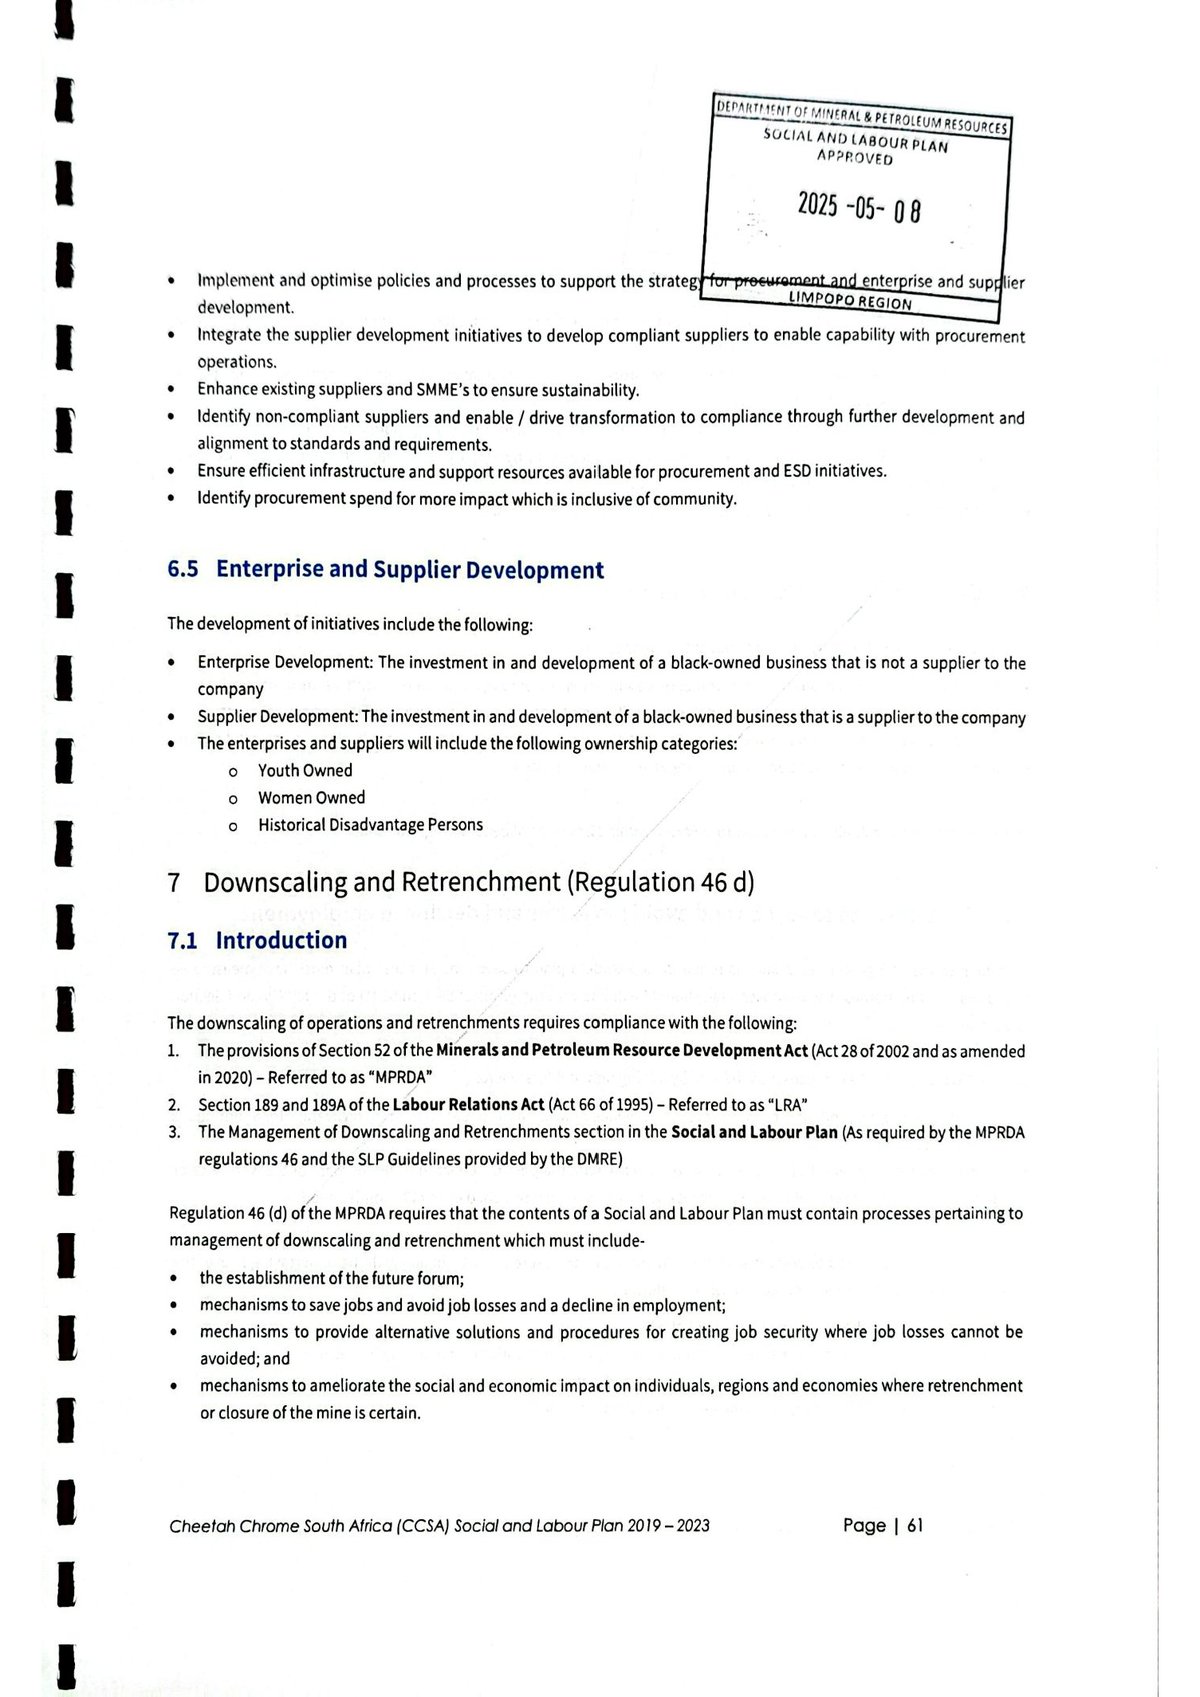 DEPARTMENT OF MINERAL & PETROLEUM RESOURCES
SOCIAL AND LABOUR PLAN
APPROVED
2025 -05- 08
LIMPOPO REGION
• Implement and optimise policies and processes to support the strategy for procurement and enterprise and supplier
development.
• Integrate the supplier development initiatives to develop compliant suppliers to enable capability with procurement
operations.
• Enhance existing suppliers and SMME's to ensure sustainability.
• Identify non-compliant suppliers and enable / drive transformation to compliance through further development and
alignment to standards and requirements.
• Ensure efficient infrastructure and support resources available for procurement and ESD initiatives.
• Identify procurement spend for more impact which is inclusive of community.
6.5 Enterprise and Supplier Development
The development of initiatives include the following:
• Enterprise Development: The investment in and development of a black-owned business that is not a supplier to the
company
• Supplier Development: The investment in and development of a black-owned business that is a supplier to the company
• The enterprises and suppliers will include the following ownership categories:
o Youth Owned
o Women Owned
o Historical Disadvantage Persons
7 Downscaling and Retrenchment (Regulation 46 d)
7.1 Introduction
The downscaling of operations and retrenchments requires compliance with the following:
1. The provisions of Section 52 of the Minerals and Petroleum Resource Development Act (Act 28 of 2002 and as amended
in 2020) – Referred to as “MPRDA”
2. Section 189 and 189A of the Labour Relations Act (Act 66 of 1995) – Referred to as “LRA”
3. The Management of Downscaling and Retrenchments section in the Social and Labour Plan (As required by the MPRDA
regulations 46 and the SLP Guidelines provided by the DMRE)
Regulation 46 (d) of the MPRDA requires that the contents of a Social and Labour Plan must contain processes pertaining to
management of downscaling and retrenchment which must include-
• the establishment of the future forum;
• mechanisms to save jobs and avoid job losses and a decline in employment;
• mechanisms to provide alternative solutions and procedures for creating job security where job losses cannot be
avoided; and
• mechanisms to ameliorate the social and economic impact on individuals, regions and economies where retrenchment
or closure of the mine is certain.
Cheetah Chrome South Africa (CCSA) Social and Labour Plan 2019 – 2023 Page | 61